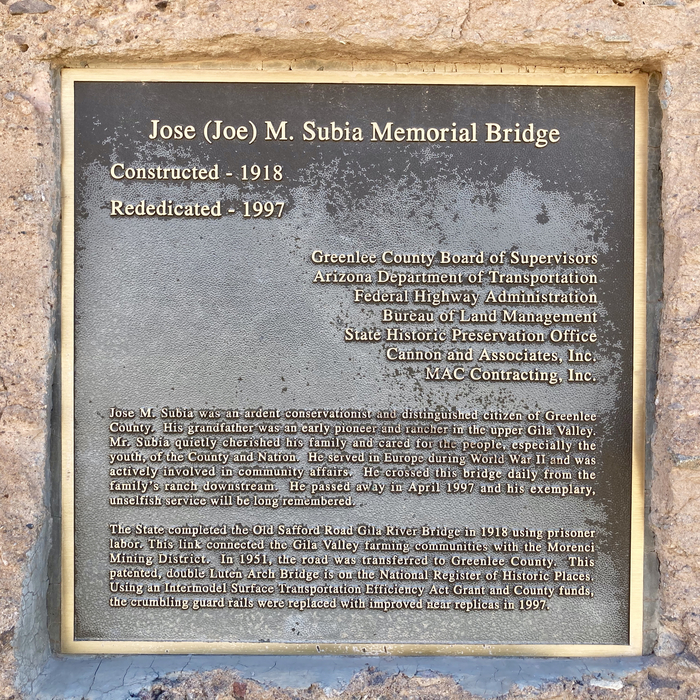 Jose (Joe) M. Subia Memorial Bridge
Constructed - 1918
Rededicated - 1997
Greenlee County Board of Supervisors
Arizona Department of Transportation
Federal Highway Administration
Bureau of Land Management
State Historic Preservation Office
Cannon and Associates, Inc.
MAC Contracting, Inc.
Jose M. Subia was an ardent conservationist and distinguished citizen of Greenlee
County. His grandfather was an early pioneer and rancher in the upper Gila Valley.
Mr. Subia quietly cherished his family and cared for the people, especially the
youth, of the County and Nation. He served in Europe during World War II and was
actively involved in community affairs. He crossed this bridge daily from the
family's ranch downstream. He passed away in April 1997 and his exemplary,
unselfish service will be long remembered.
The State completed the Old Safford Road Gila River Bridge in 1918 using prisoner
labor. This link connected the Gila Valley farming communities with the Morenci
Mining District. In 1951, the road was transferred to Greenlee County. This
patented, double Luten Arch Bridge is on the National Register of Historic Places.
Using an Intermodel Surface Transportation Efficiency Act Grant and County funds,
the crumbling guard rails were replaced with improved near replicas in 1997.